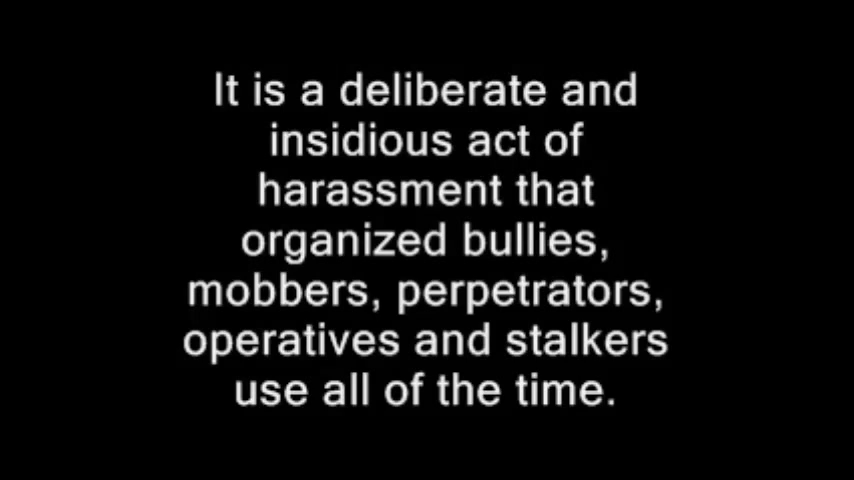 It is a deliberate and
insidious act of
harassment that
organized bullies,
mobbers, perpetrators,
operatives and stalkers
use all of the time.